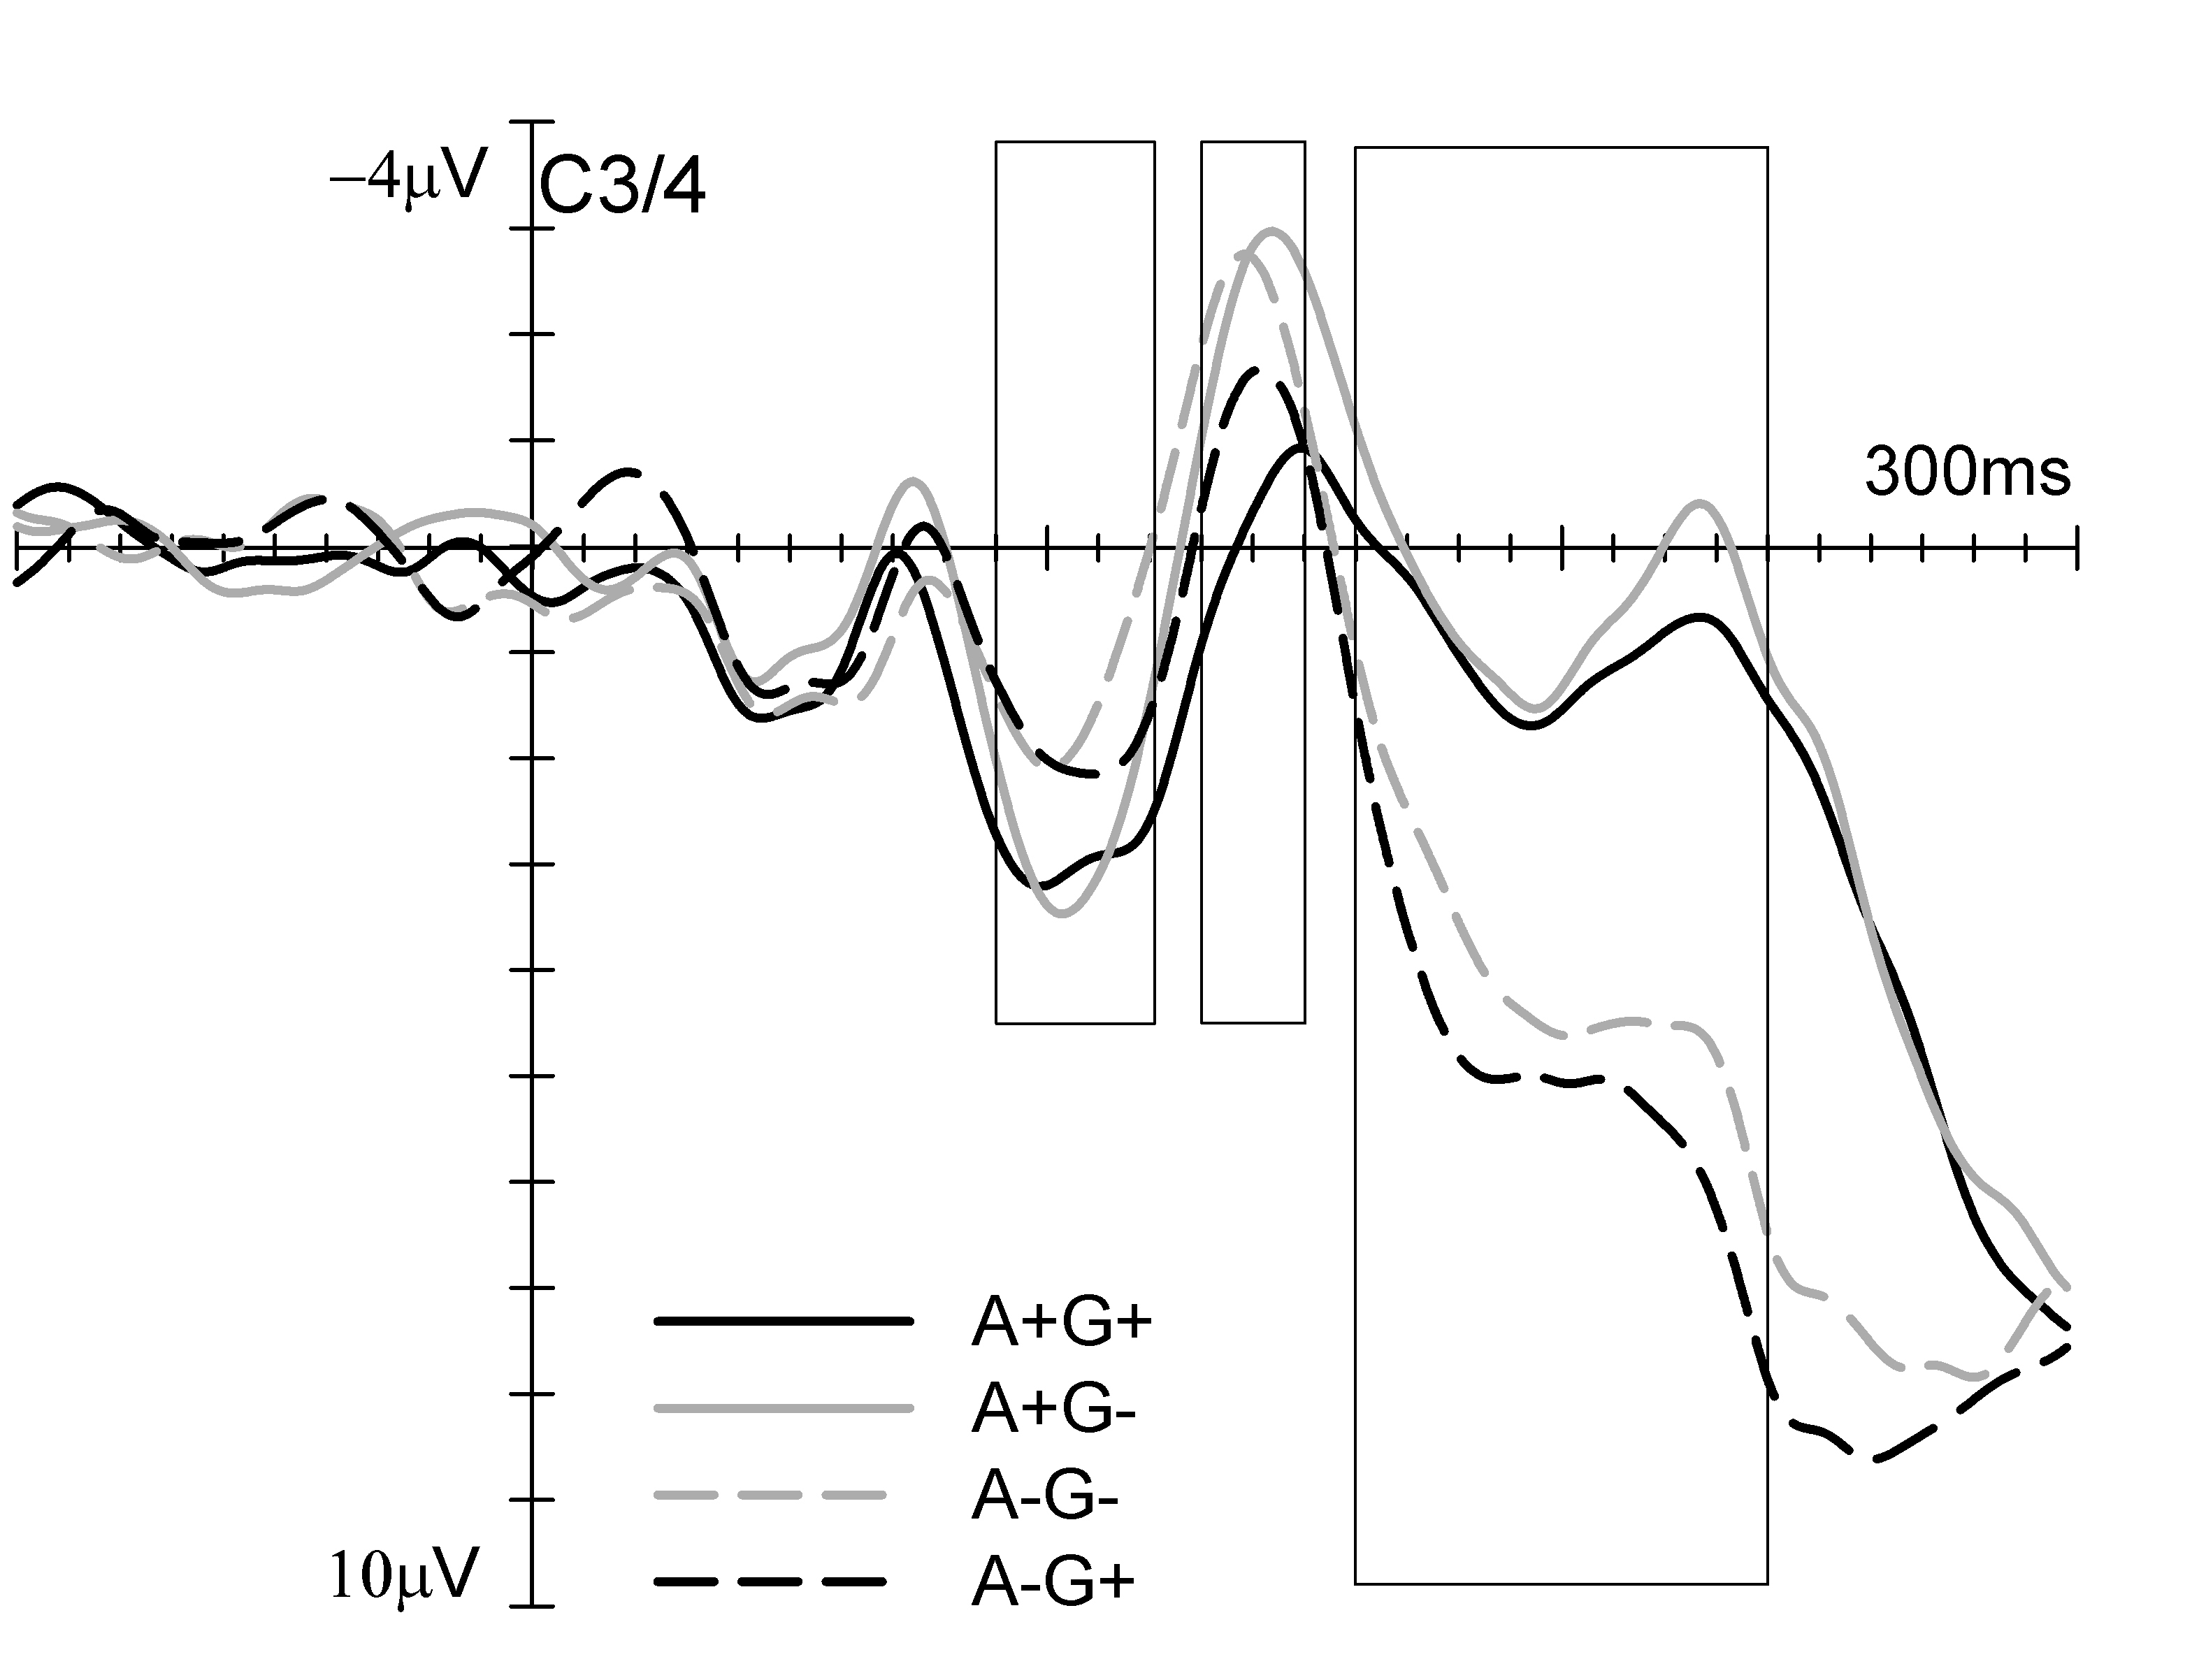 −4μV
C3/4
300ms
A+G+
A+G-
A-G-
A-G+
10μV